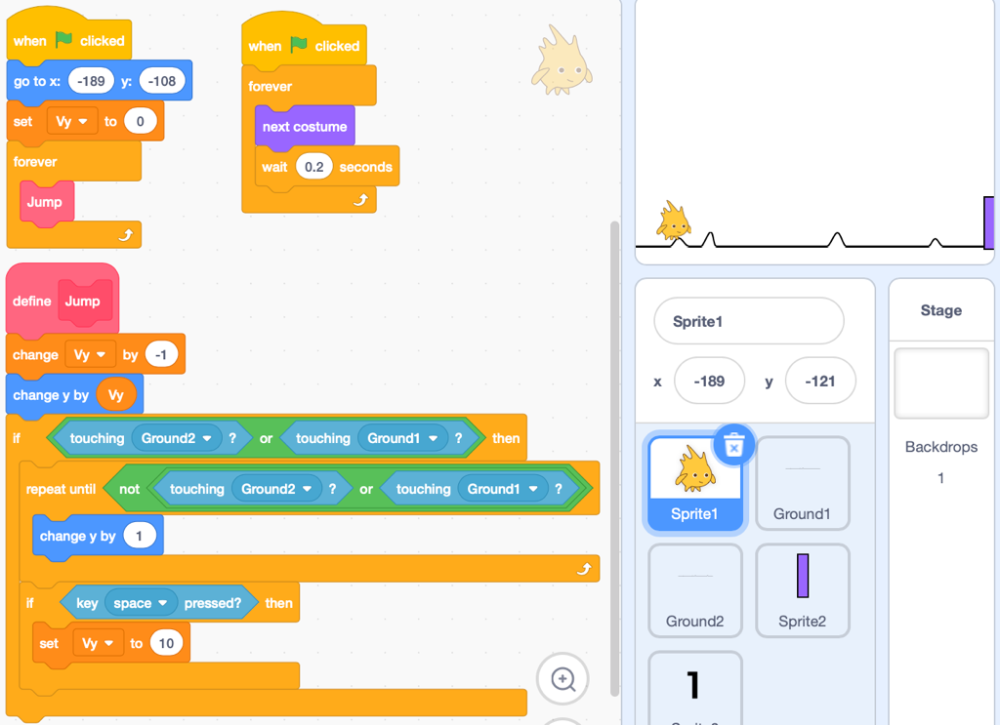 when clicked
go to x: -189 y: -108
set Vy to 0
forever
Jump
when clicked
forever
next costume
wait 0.2 seconds
define Jump
change Vy by -1
change y by Vy
if touching Ground2 ? or touching Ground1 ? then
repeat until not touching Ground2 ? or touching Ground1 ?
change y by 1
if key space pressed? then
set Vy to 10
Sprite1
x -189 y -121
Sprite1
Ground1
Ground2
Sprite2
1
Stage
Backdrops
1